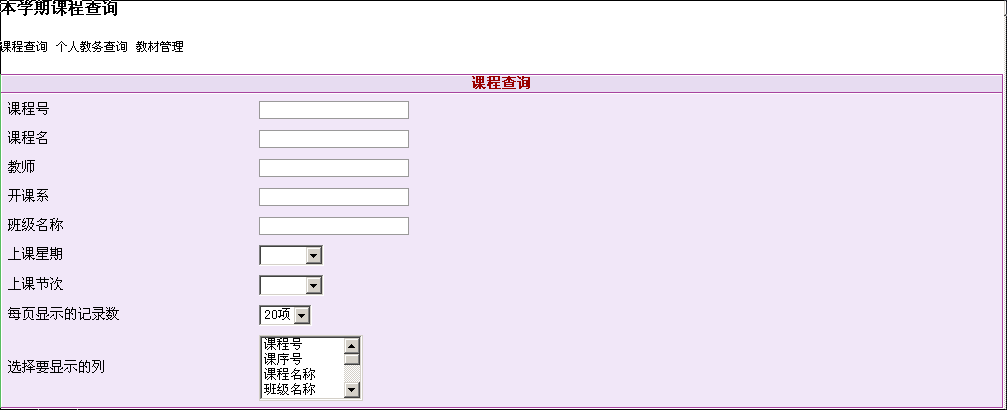 本学期课程查询
课程查询 个人教务查询 教材管理
课程查询
课程号
课程名
教师
开课系
班级名称
上课星期
上课节次
每页显示的记录数 20项
选择要显示的列
课程号
课序号
课程名称
班级名称